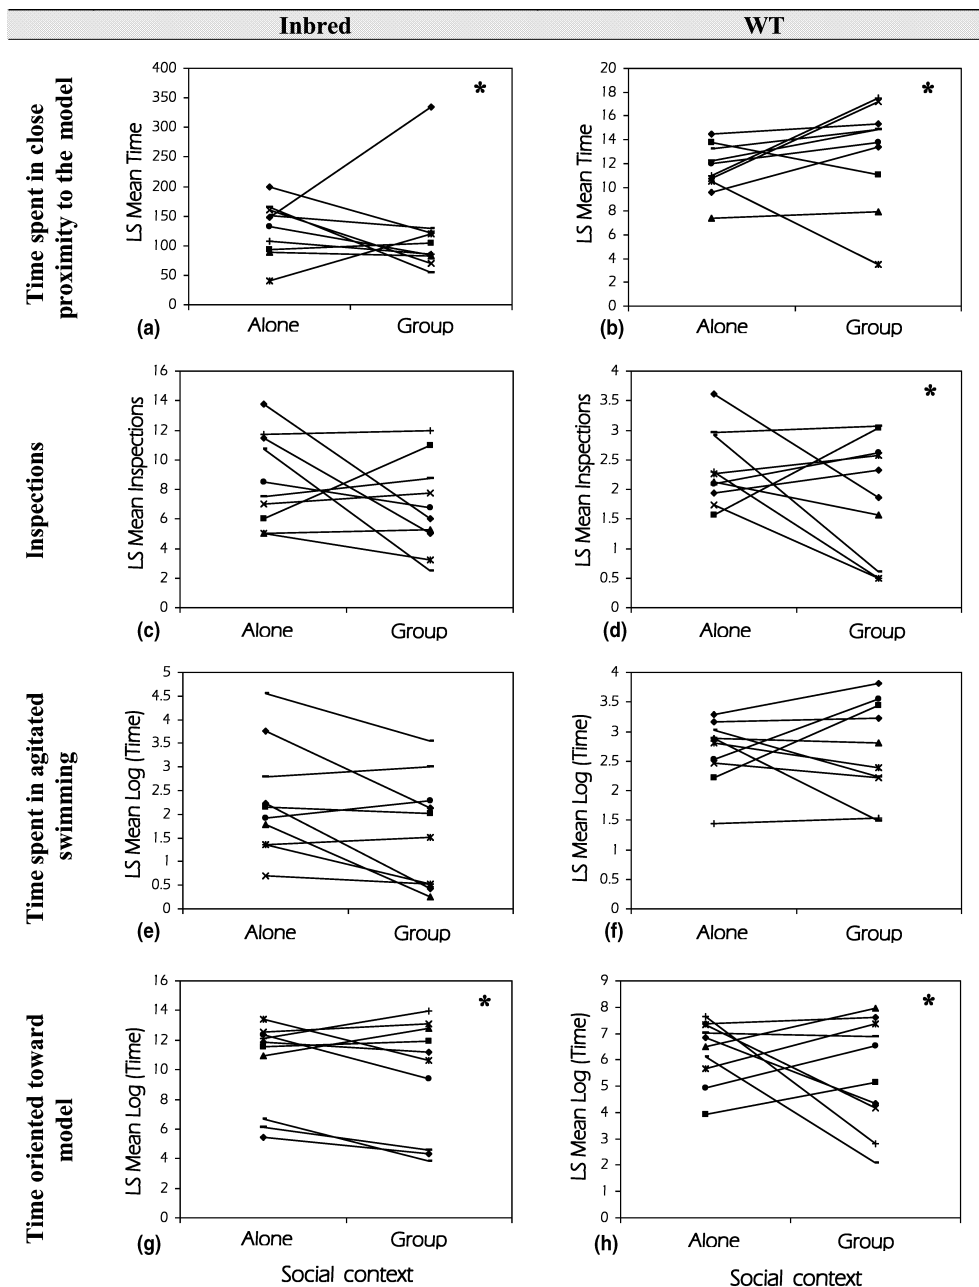 Inbred WT
Time spent in close
proximity to the model
LS Mean Time
400
350
300
250
200
150
100
50
0
*
(a)
Alone Group
LS Mean Time
20
18
16
14
12
10
8
6
4
2
0
*
(b)
Alone Group
Inspections
LS Mean Inspections
16
14
12
10
8
6
4
2
0
(c)
Alone Group
LS Mean Inspections
4
3.5
3
2.5
2
1.5
1
0.5
0
*
(d)
Alone Group
Time spent in agitated
swimming
LS Mean Log (Time)
5
4.5
4
3.5
3
2.5
2
1.5
1
0.5
0
(e)
Alone Group
LS Mean Log (Time)
4
3.5
3
2.5
2
1.5
1
0.5
0
(f)
Alone Group
Time oriented toward
model
LS Mean Log (Time)
16
14
12
10
8
6
4
2
0
*
(g)
Alone Group
Social context
LS Mean Log (Time)
9
8
7
6
5
4
3
2
1
0
*
(h)
Alone Group
Social context